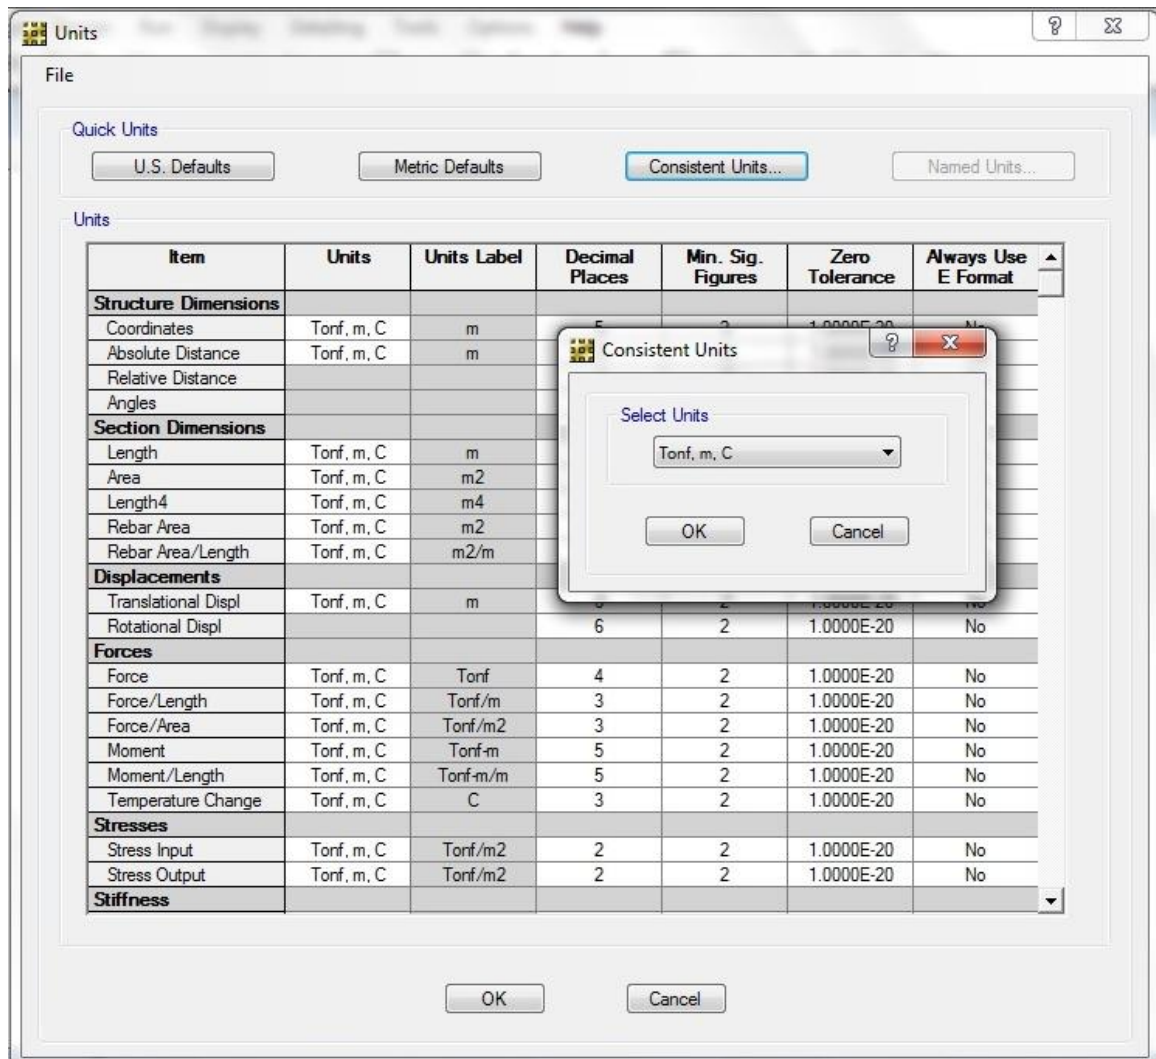 Units
File
Quick Units
U.S. Defaults Metric Defaults Consistent Units... Named Units...
Units
Item Units Units Label Decimal Places Min. Sig. Figures Zero Tolerance Always Use E Format
Structure Dimensions
Coordinates Tonf, m, C m
Absolute Distance Tonf, m, C m
Relative Distance
Angles
Section Dimensions
Length Tonf, m, C m
Area Tonf, m, C m2
Length4 Tonf, m, C m4
Rebar Area Tonf, m, C m2
Rebar Area/Length Tonf, m, C m2/m
Displacements
Translational Displ Tonf, m, C m
Rotational Displ 6 2 1.0000E-20 No
Forces
Force Tonf, m, C Tonf 4 2 1.0000E-20 No
Force/Length Tonf, m, C Tonf/m 3 2 1.0000E-20 No
Force/Area Tonf, m, C Tonf/m2 3 2 1.0000E-20 No
Moment Tonf, m, C Tonf-m 5 2 1.0000E-20 No
Moment/Length Tonf, m, C Tonf-m/m 5 2 1.0000E-20 No
Temperature Change Tonf, m, C C 3 2 1.0000E-20 No
Stresses
Stress Input Tonf, m, C Tonf/m2 2 2 1.0000E-20 No
Stress Output Tonf, m, C Tonf/m2 2 2 1.0000E-20 No
Stiffness
Consistent Units
Select Units
Tonf, m, C
OK Cancel
OK Cancel